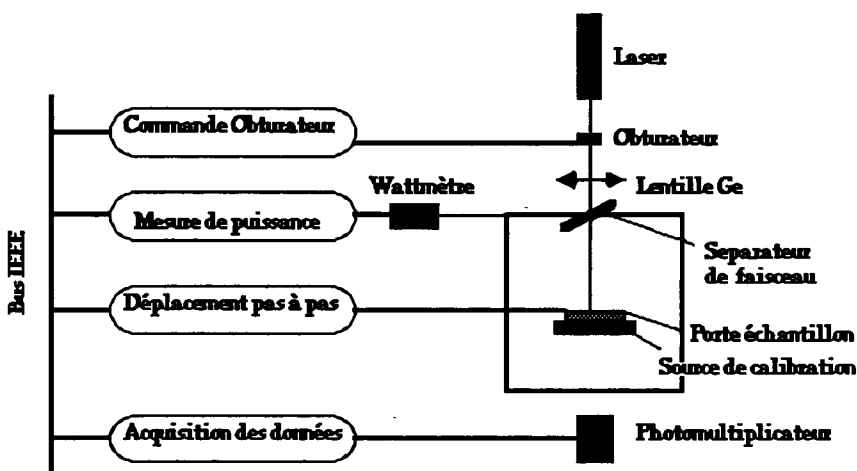 Laser
Commande Obturateur
Obturateur
Wattmètre
Lentille Ge
Mesure de puissance
Bus IEEE
Séparateur
de faisceau
Déplacement pas à pas
Porte échantillon
Source de calibration
Acquisition des données
Photomultiplicateur